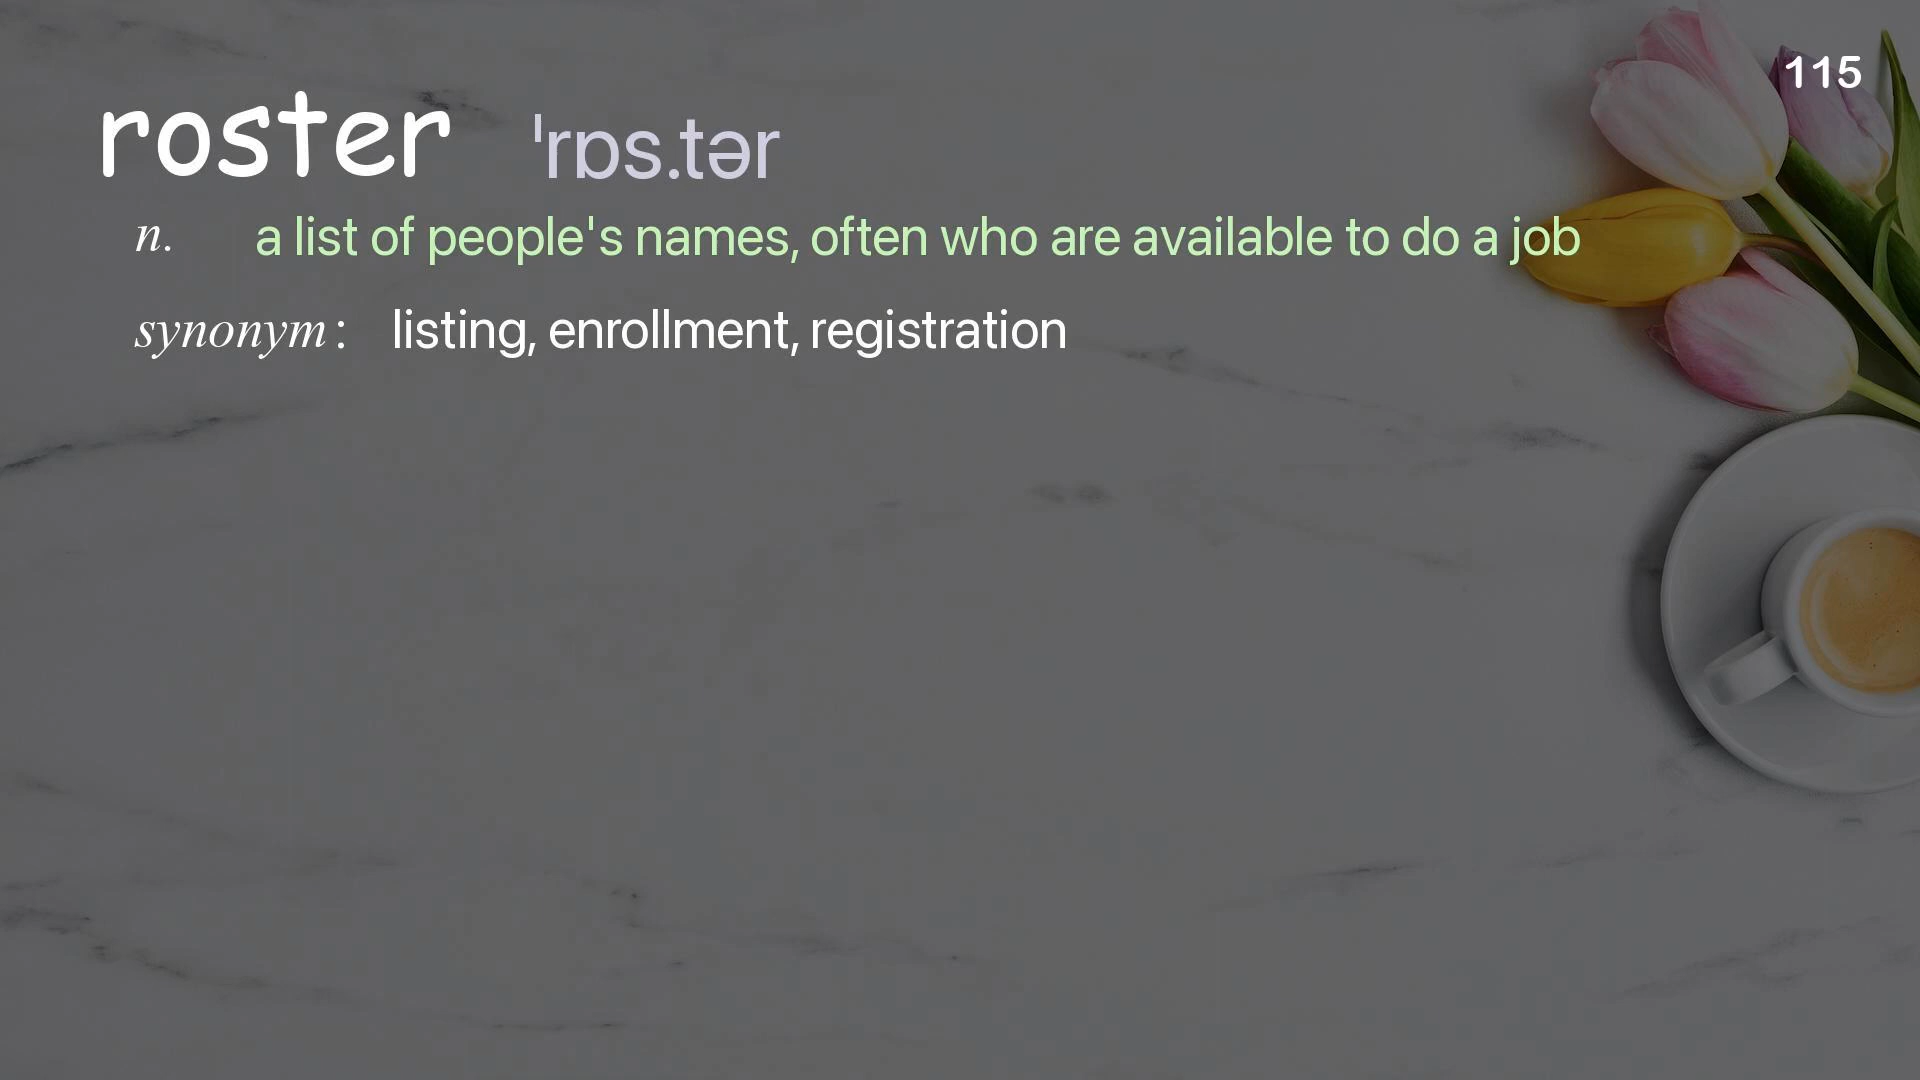 115
roster ˈrɒs.tər
n. a list of people's names, often who are available to do a job
synonym: listing, enrollment, registration